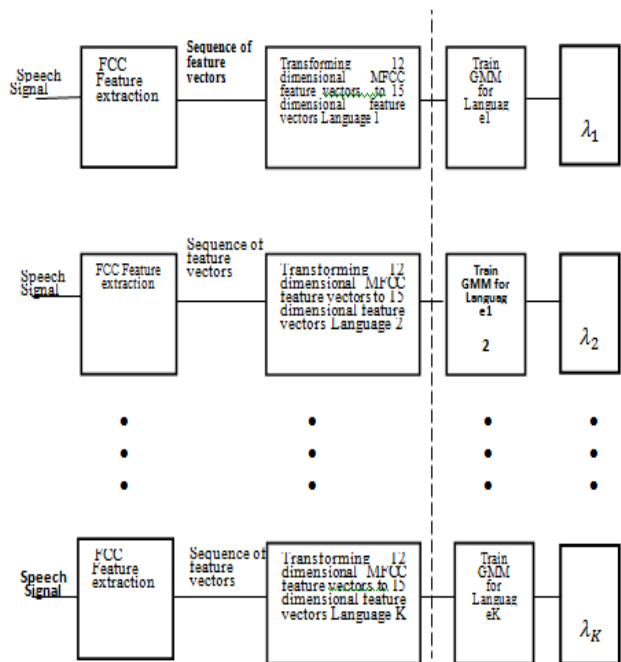 Speech
Signal
FCC
Feature
extraction
Sequence of
feature
vectors
Transforming 12
dimensional MFCC
feature vectors to 15
dimensional feature
vectors Language 1
Train
GMM
for
Languag
e1
λ1
Speech
Signal
FCC Feature
extraction
Sequence of
feature
vectors
Transforming 12
dimensional MFCC
feature vectors to 15
dimensional feature
vectors Language 2
Train
GMM for
Languag
e1
2
λ2
Speech
Signal
FCC
Feature
extraction
Sequence of
feature
vectors
Transforming 12
dimensional MFCC
feature vectors to 15
dimensional feature
vectors Language K
Train
GMM
for
Languag
eK
λK